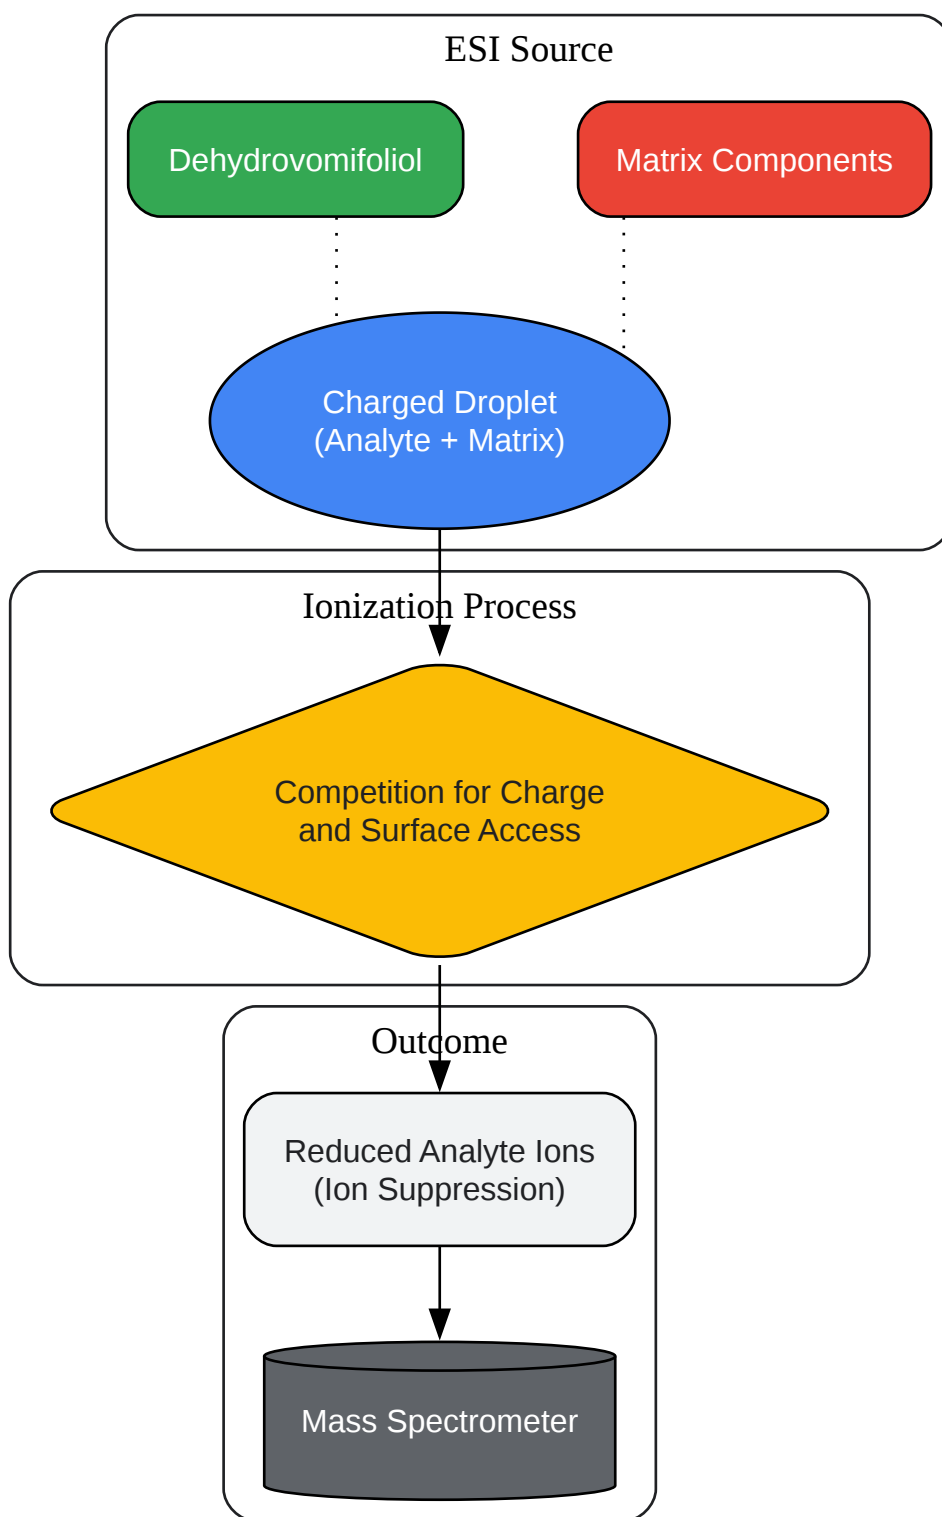 ESI Source
Dehydrovomifoliol
Matrix Components
Charged Droplet
(Analyte + Matrix)
Ionization Process
Competition for Charge
and Surface Access
Outcome
Reduced Analyte Ions
(Ion Suppression)
Mass Spectrometer